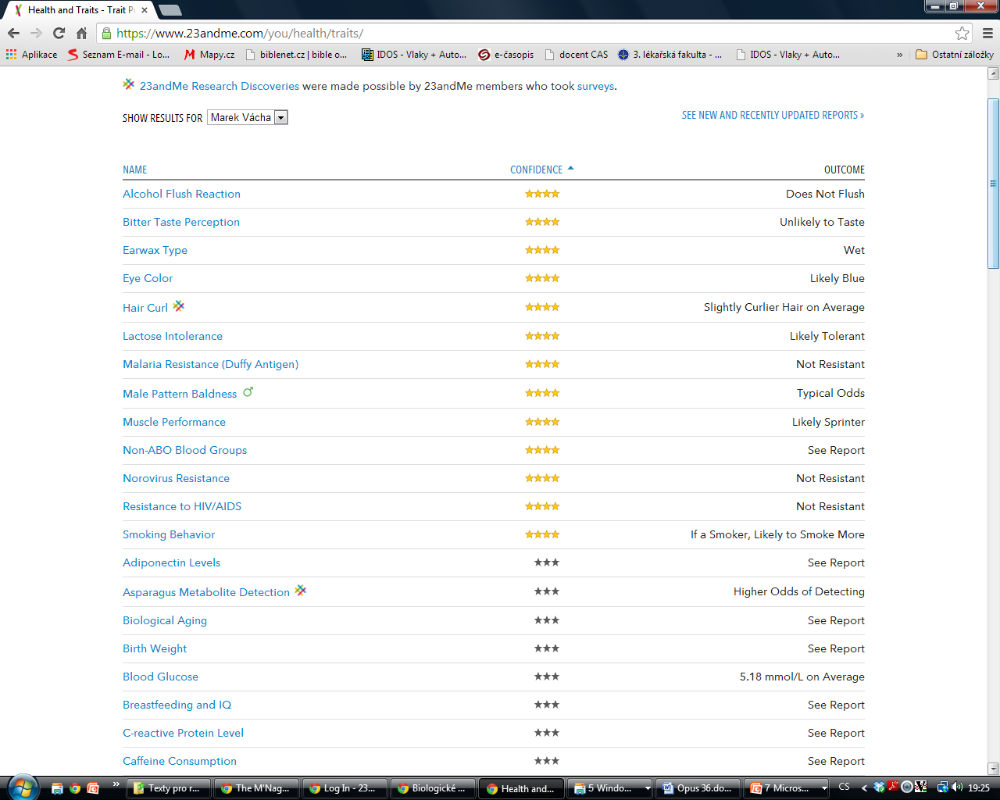 Health and Traits - Trait P
https://www.23andme.com/you/health/traits/
Aplikace Seznam E-mail - Lo... Mapy.cz biblenet.cz | bible o... IDOS - Vlaky + Auto... e-časopis docent CAS 3. lékařská fakulta - ... IDOS - Vlaky + Auto... » Ostatní záložky
23andMe Research Discoveries were made possible by 23andMe members who took surveys.
SHOW RESULTS FOR Marek Vácha SEE NEW AND RECENTLY UPDATED REPORTS »
NAME CONFIDENCE OUTCOME
Alcohol Flush Reaction Does Not Flush
Bitter Taste Perception Unlikely to Taste
Earwax Type Wet
Eye Color Likely Blue
Hair Curl Slightly Curlier Hair on Average
Lactose Intolerance Likely Tolerant
Malaria Resistance (Duffy Antigen) Not Resistant
Male Pattern Baldness Typical Odds
Muscle Performance Likely Sprinter
Non-ABO Blood Groups See Report
Norovirus Resistance Not Resistant
Resistance to HIV/AIDS Not Resistant
Smoking Behavior If a Smoker, Likely to Smoke More
Adiponectin Levels See Report
Asparagus Metabolite Detection Higher Odds of Detecting
Biological Aging See Report
Birth Weight See Report
Blood Glucose 5.18 mmol/L on Average
Breastfeeding and IQ See Report
C-reactive Protein Level See Report
Caffeine Consumption See Report
» Texty pro r... The M'Nag... Log In - 23... Biologické ... Health and... 5 Windo... Opus 36.do... 7 Micros... CS 19:25